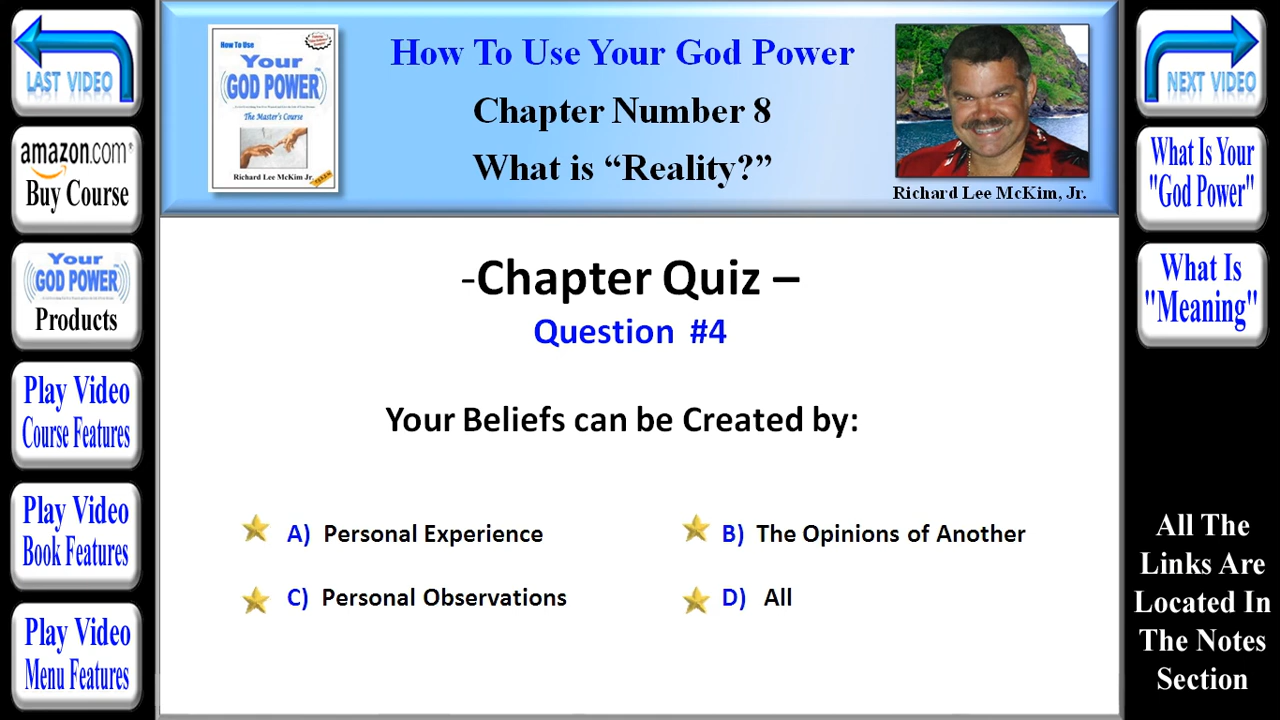 LAST VIDEO
amazon.com®
Buy Course
Your
GOD POWER™
Products
Play Video
Course Features
Play Video
Book Features
Play Video
Menu Features
How To Use
Your
GOD POWER™
The Master's Course
Richard Lee McKim Jr.
How To Use Your God Power
Chapter Number 8
What is “Reality?”
Richard Lee McKim, Jr.
-Chapter Quiz –
Question #4
Your Beliefs can be Created by:
A) Personal Experience
B) The Opinions of Another
C) Personal Observations
D) All
NEXT VIDEO
What Is Your
"God Power"
What Is
"Meaning"
All The
Links Are
Located In
The Notes
Section